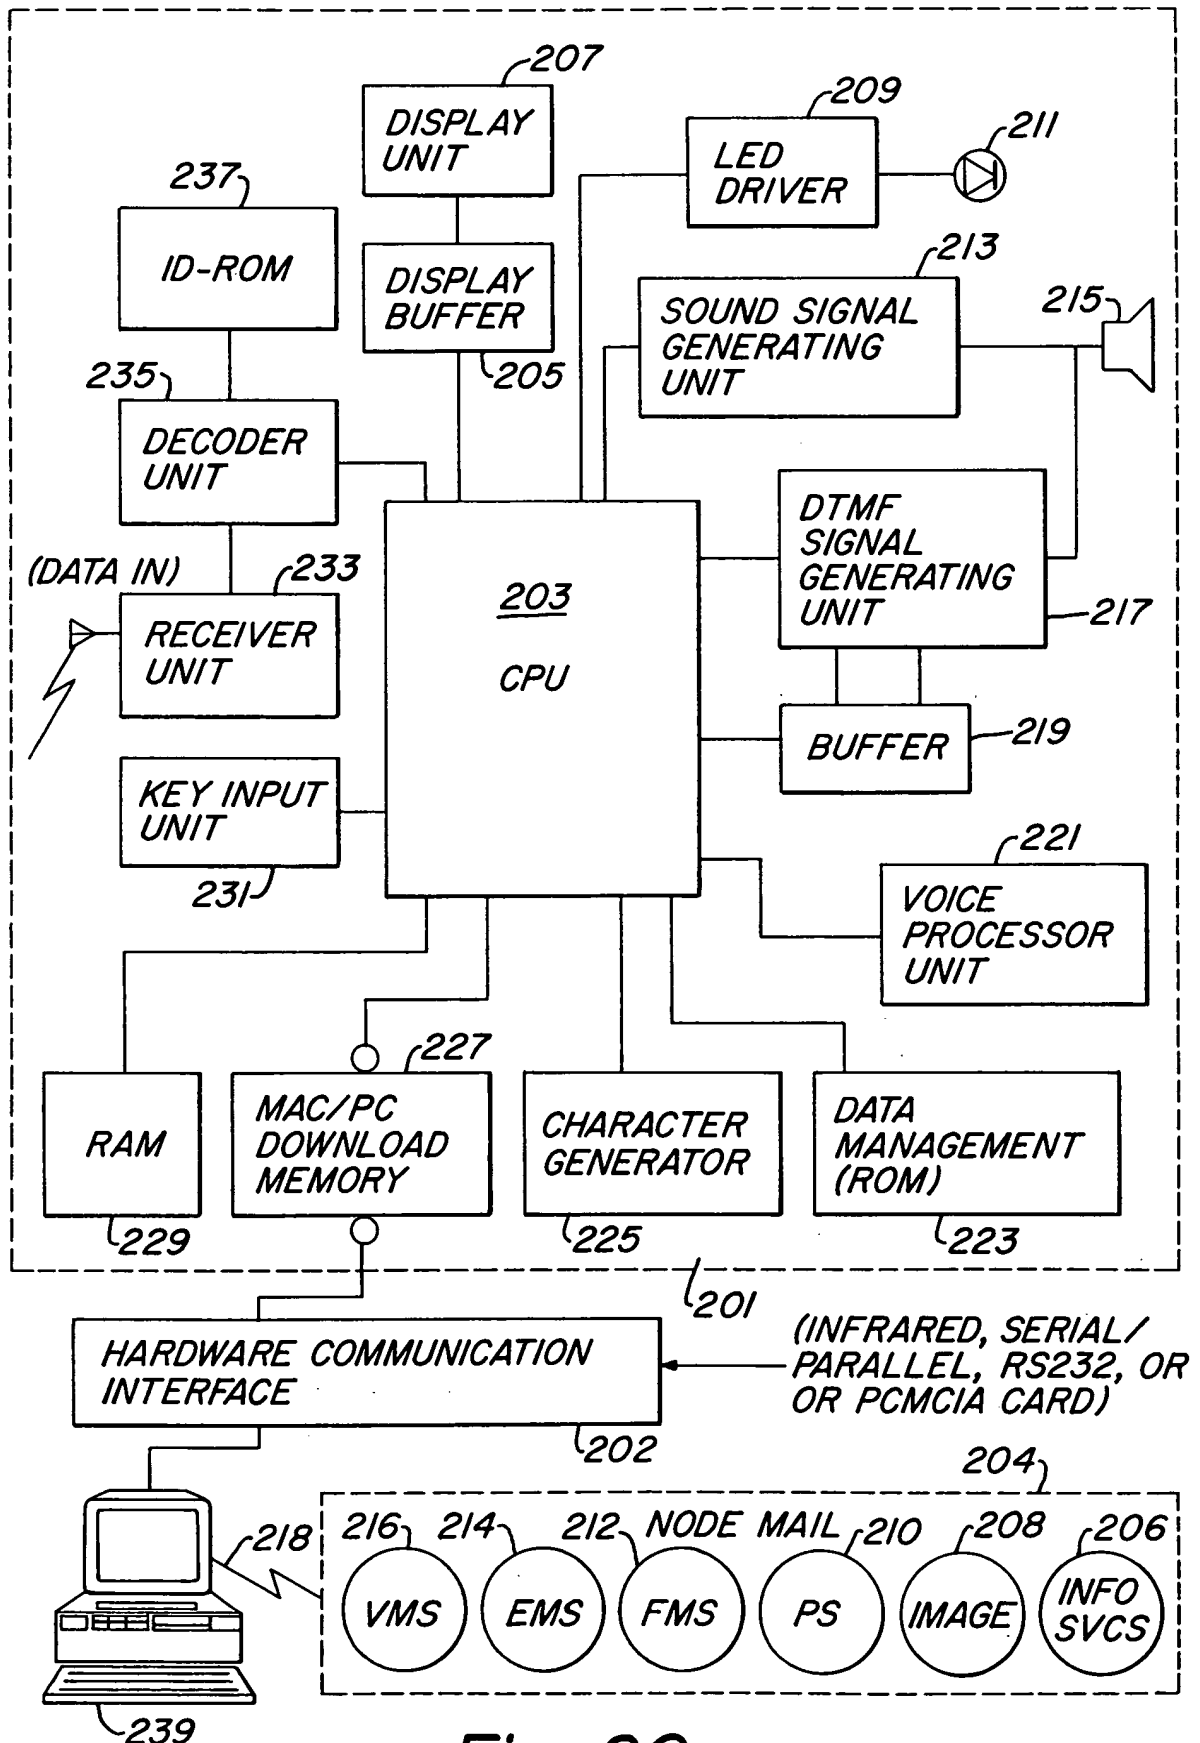 207
DISPLAY
UNIT
209
LED
DRIVER
211
237
ID-ROM
DISPLAY
BUFFER
205
213
SOUND SIGNAL
GENERATING
UNIT
215
235
DECODER
UNIT
DTMF
SIGNAL
GENERATING
UNIT
217
(DATA IN)
233
RECEIVER
UNIT
203
CPU
BUFFER
219
KEY INPUT
UNIT
231
221
VOICE
PROCESSOR
UNIT
RAM
229
227
MAC/PC
DOWNLOAD
MEMORY
CHARACTER
GENERATOR
225
DATA
MANAGEMENT
(ROM)
223
201
HARDWARE COMMUNICATION
INTERFACE
202
(INFRARED, SERIAL/
PARALLEL, RS232, OR
OR PCMCIA CARD)
204
NODE MAIL
218
216
VMS
214
EMS
212
FMS
210
PS
208
IMAGE
206
INFO
SVCS
239